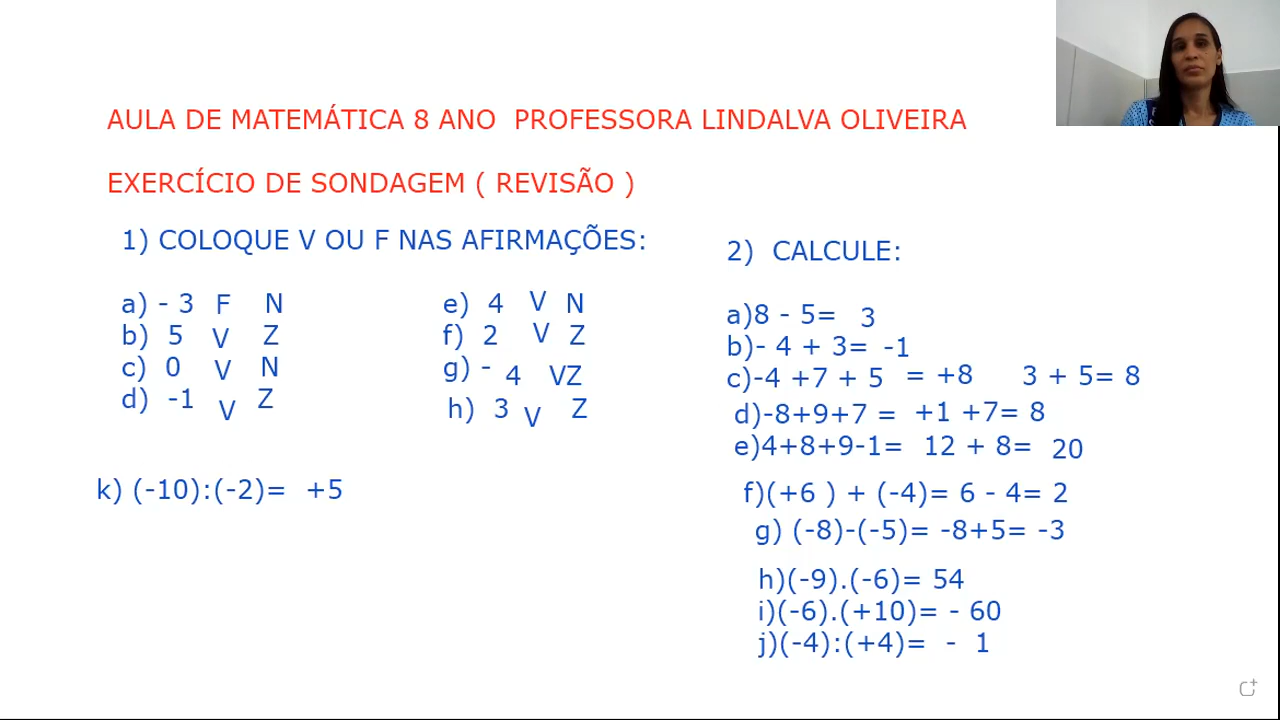 AULA DE MATEMÁTICA 8 ANO PROFESSORA LINDALVA OLIVEIRA
EXERCÍCIO DE SONDAGEM ( REVISÃO )
1) COLOQUE V OU F NAS AFIRMAÇÕES:
a) - 3 F N
b) 5 V Z
c) 0 V N
d) -1 V Z
e) 4 V N
f) 2 V Z
g) - 4 VZ
h) 3 V Z
k) (-10):(-2)= +5
2) CALCULE:
a)8 - 5= 3
b)- 4 + 3= -1
c)-4 +7 + 5 = +8 3 + 5= 8
d)-8+9+7 = +1 +7= 8
e)4+8+9-1= 12 + 8= 20
f)(+6 ) + (-4)= 6 - 4= 2
g) (-8)-(-5)= -8+5= -3
h)(-9).(-6)= 54
i)(-6).(+10)= - 60
j)(-4):(+4)= - 1